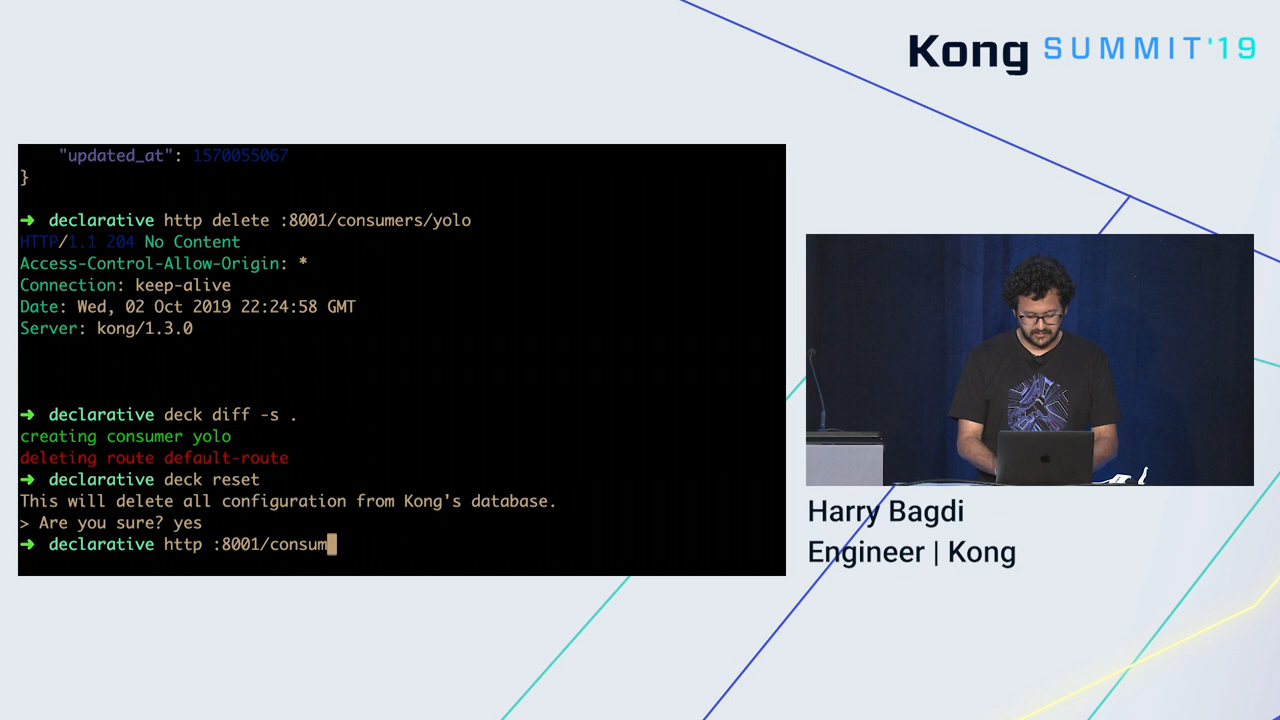 Kong SUMMIT'19
"updated_at": 1570055067
}
➜ declarative http delete :8001/consumers/yolo
HTTP/1.1 204 No Content
Access-Control-Allow-Origin: *
Connection: keep-alive
Date: Wed, 02 Oct 2019 22:24:58 GMT
Server: kong/1.3.0
➜ declarative deck diff -s .
creating consumer yolo
deleting route default-route
➜ declarative deck reset
This will delete all configuration from Kong's database.
> Are you sure? yes
➜ declarative http :8001/consum
Harry Bagdi
Engineer | Kong